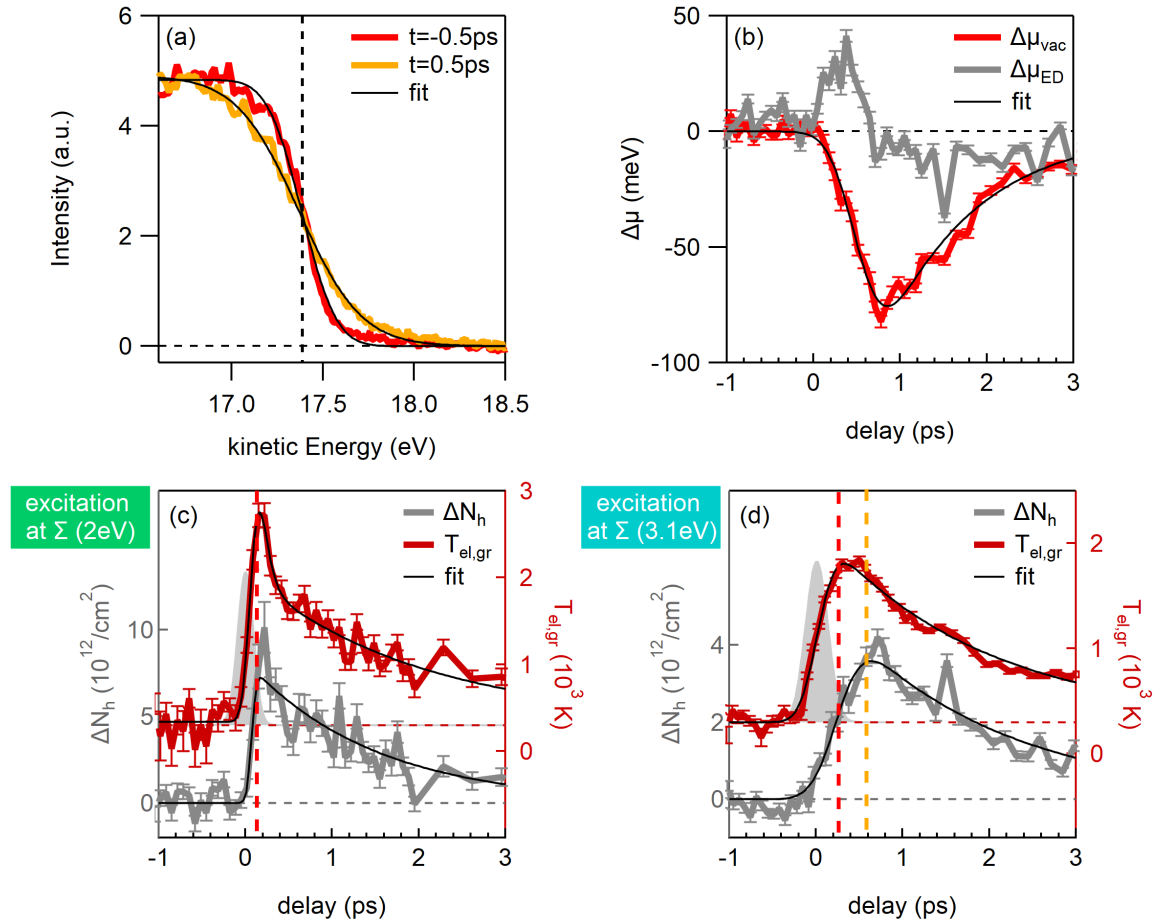 (a)
t=-0.5ps
t=0.5ps
fit
Intensity (a.u.)
6
4
2
0
17.0
17.5
18.0
18.5
kinetic Energy (eV)
(b)
Δμvac
ΔμED
fit
Δμ (meV)
50
0
-50
-100
-1
0
1
2
3
delay (ps)
excitation
at Σ (2eV)
(c)
ΔNh
Tel,gr
fit
ΔNh (10¹²/cm²)
10
5
0
3
2
1
0
Tel,gr (10³ K)
-1
0
1
2
3
delay (ps)
excitation
at Σ (3.1eV)
(d)
ΔNh
Tel,gr
fit
ΔNh (10¹²/cm²)
4
2
0
2
1
0
Tel,gr (10³ K)
-1
0
1
2
3
delay (ps)